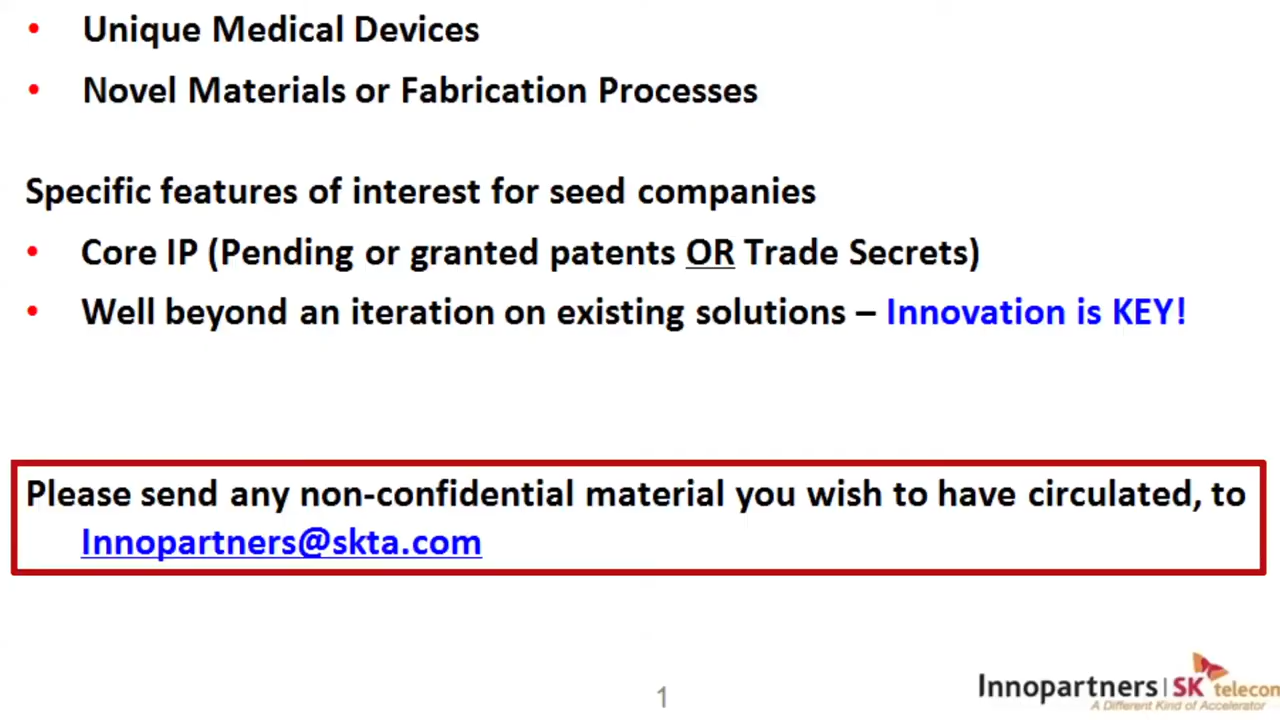 • Unique Medical Devices
• Novel Materials or Fabrication Processes
Specific features of interest for seed companies
• Core IP (Pending or granted patents OR Trade Secrets)
• Well beyond an iteration on existing solutions – Innovation is KEY!
Please send any non-confidential material you wish to have circulated, to
Innopartners@skta.com
1
Innopartners | SK telecom
A Different Kind of Accelerator